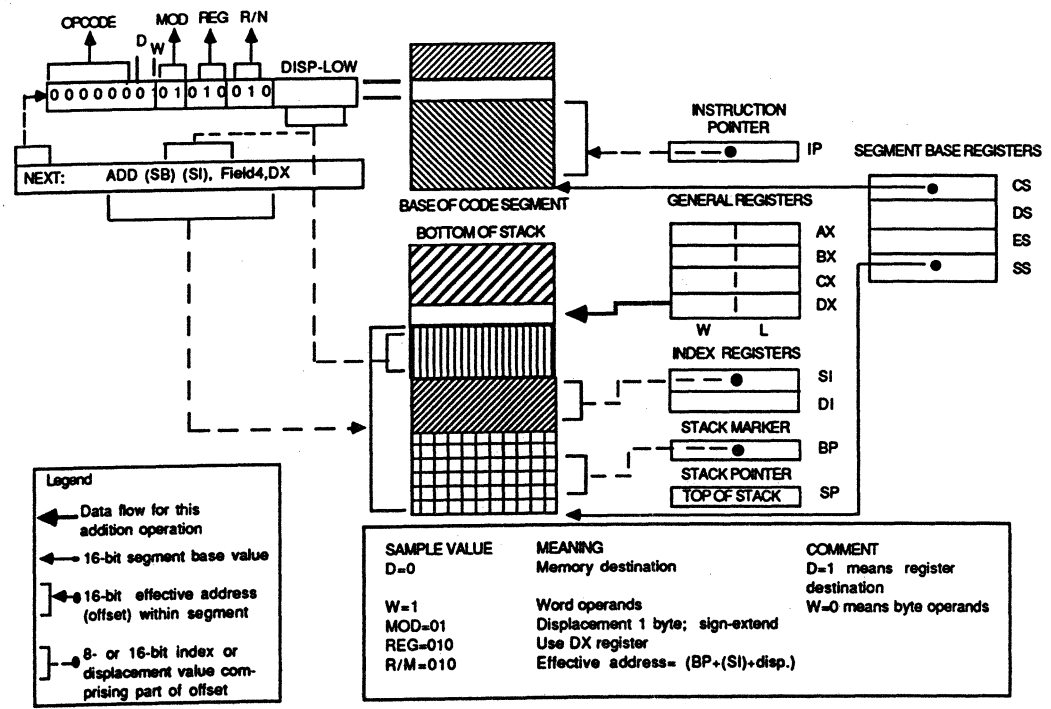 OPCODE
D
W
MOD
REG
R/N
DISP-LOW
0 0 0 0 0 0 0 1 0 1 0 1 0 0 1 0
NEXT: ADD (SB) (SI), Field4,DX
BASE OF CODE SEGMENT
BOTTOM OF STACK
INSTRUCTION
POINTER
IP
SEGMENT BASE REGISTERS
CS
DS
ES
SS
GENERAL REGISTERS
AX
BX
CX
DX
W L
INDEX REGISTERS
SI
DI
STACK MARKER
BP
STACK POINTER
TOP OF STACK
SP
Legend
Data flow for this
addition operation
16-bit segment base value
16-bit effective address
(offset) within segment
8- or 16-bit index or
displacement value com-
prising part of offset
SAMPLE VALUE MEANING COMMENT
D=0 Memory destination D=1 means register
destination
W=1 Word operands W=0 means byte operands
MOD=01 Displacement 1 byte; sign-extend
REG=010 Use DX register
R/M=010 Effective address= (BP+(SI)+disp.)